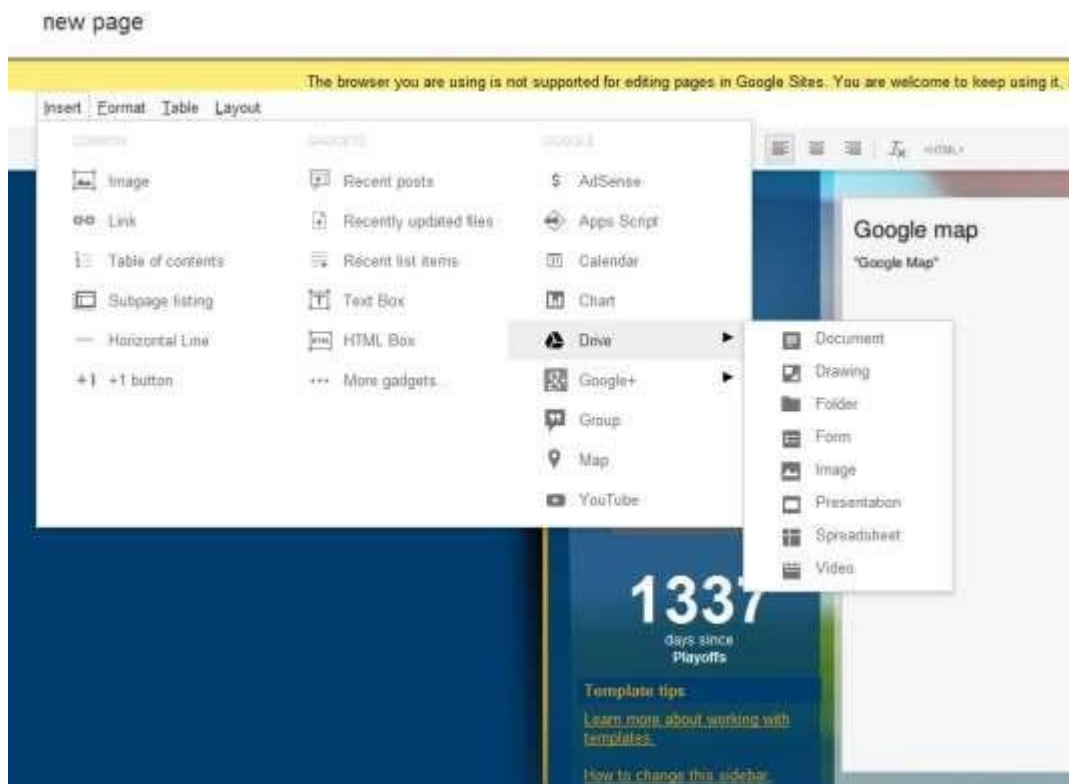 new page
The browser you are using is not supported for editing pages in Google Sites. You are welcome to keep using it,
Insert Format Table Layout
COMMON
Image
Link
Table of contents
Subpage listing
Horizontal Line
+1 +1 button
GADGETS
Recent posts
Recently updated files
Recent list items
Text Box
HTML HTML Box
More gadgets...
GOOGLE
$ AdSense
Apps Script
Calendar
Chart
Drive
Google+
Group
Map
YouTube
Document
Drawing
Folder
Form
Image
Presentation
Spreadsheet
Video
<HTML>
Google map
"Google Map"
1337
days since
Playoffs
Template tips
Learn more about working with
templates.
How to change this sidebar.